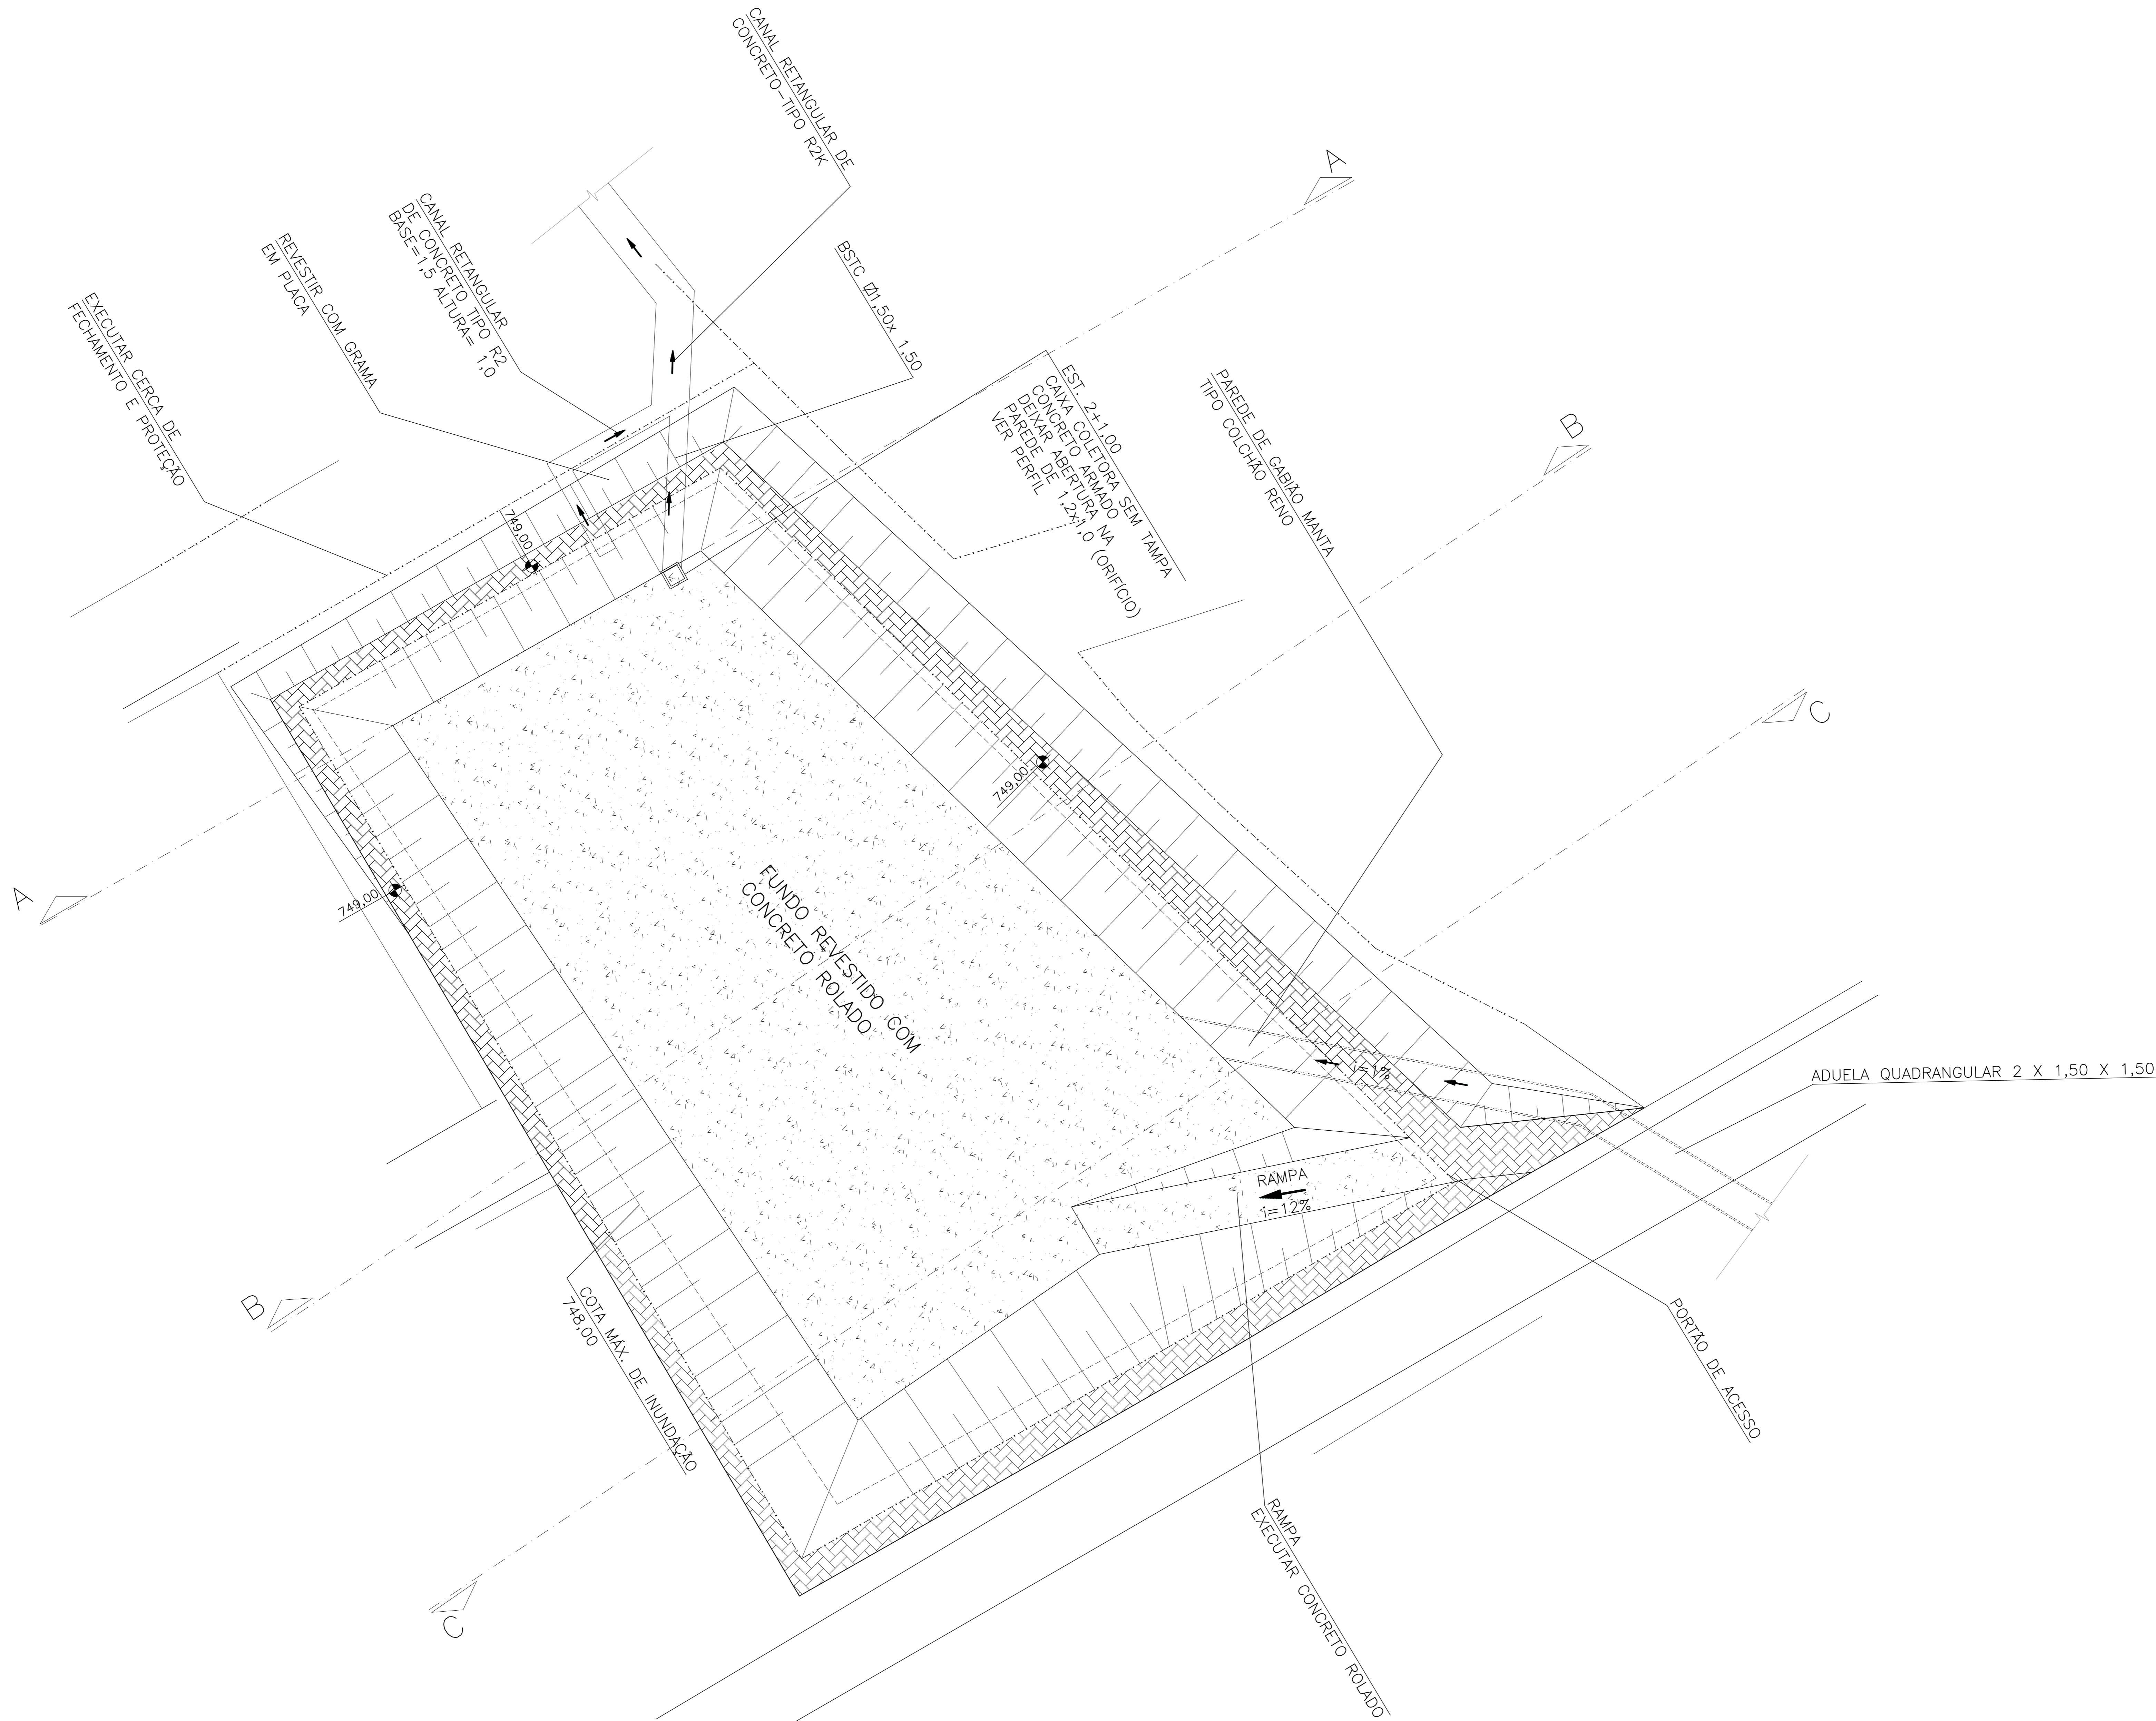 CANAL RETANGULAR DE
CONCRETO-TIPO R2K
A
CANAL RETANGULAR
DE CONCRETO TIPO R2
BASE=1,5 ALTURA= 1,0
REVESTIR COM GRAMA
EM PLACA
BSTC 1,50x 1,50
EXECUTAR CERCA DE
FECHAMENTO E PROTEÇÃO
EST. 2+1,00
CAIXA COLETORA SEM TAMPA
CONCRETO ARMADO
DEIXAR ABERTURA NA
PAREDE DE 1,2x1,0 (ORIFÍCIO)
VER PERFIL
PAREDE DE GABIÃO MANTA
TIPO COLCHÃO RENO
B
749,00
C
749,00
A
749,00
FUNDO REVESTIDO COM
CONCRETO ROLADO
i=1%
ADUELA QUADRANGULAR 2 X 1,50 X 1,50
RAMPA
i=12%
B
COTA MÁX. DE INUNDAÇÃO
748,00
PORTÃO DE ACESSO
C
RAMPA
EXECUTAR CONCRETO ROLADO